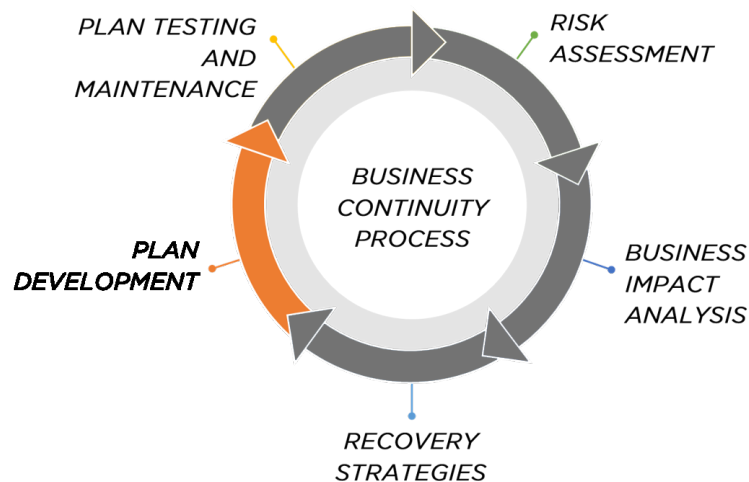 PLAN TESTING
AND
MAINTENANCE
RISK
ASSESSMENT
BUSINESS
CONTINUITY
PROCESS
PLAN
DEVELOPMENT
BUSINESS
IMPACT
ANALYSIS
RECOVERY
STRATEGIES